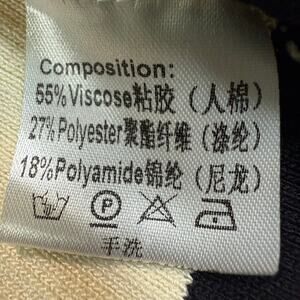 Composition:
55%Viscose粘胶（人棉）
27%Polyester聚酯纤维（涤纶）
18%Polyamide锦纶（尼龙）
P
手洗